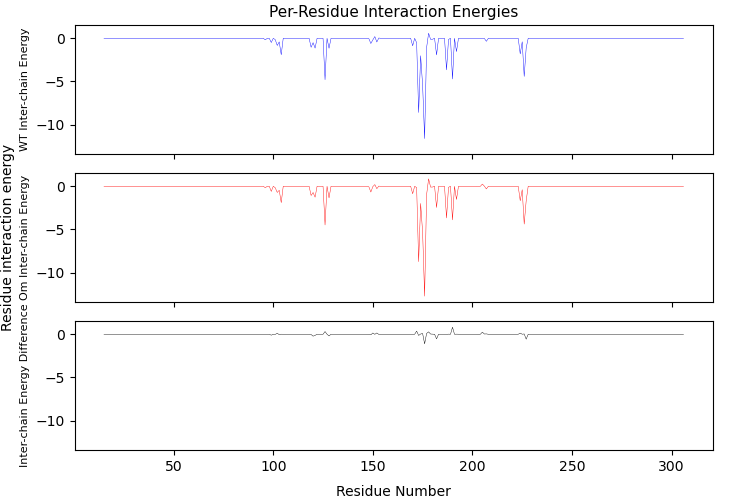 Per-Residue Interaction Energies
WT Inter-chain Energy
0
−5
−10
Residue interaction energy
Om Inter-chain Energy
0
−5
−10
Inter-chain Energy Difference
0
−5
−10
50
100
150
200
250
300
Residue Number